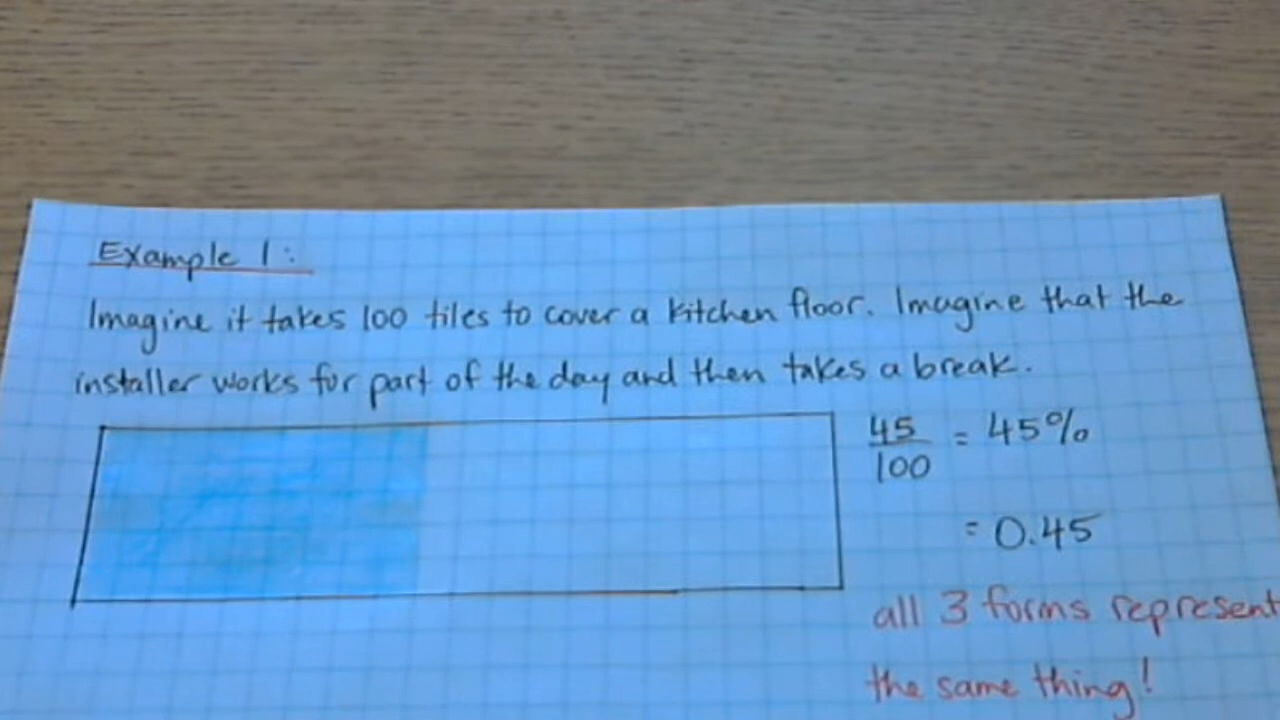 Example 1:
Imagine it takes 100 tiles to cover a kitchen floor. Imagine that the
installer works for part of the day and then takes a break.
45/100 = 45%
= 0.45
all 3 forms represent
the same thing!